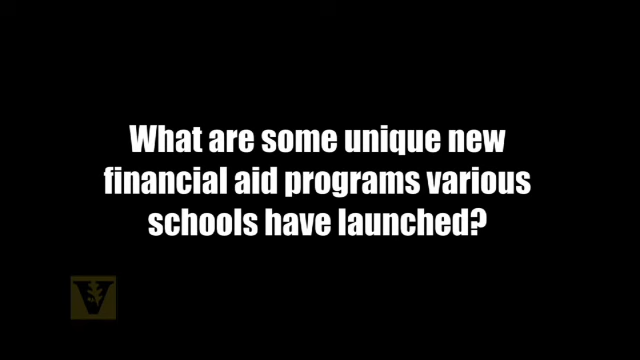 What are some unique new
financial aid programs various
schools have launched?
V